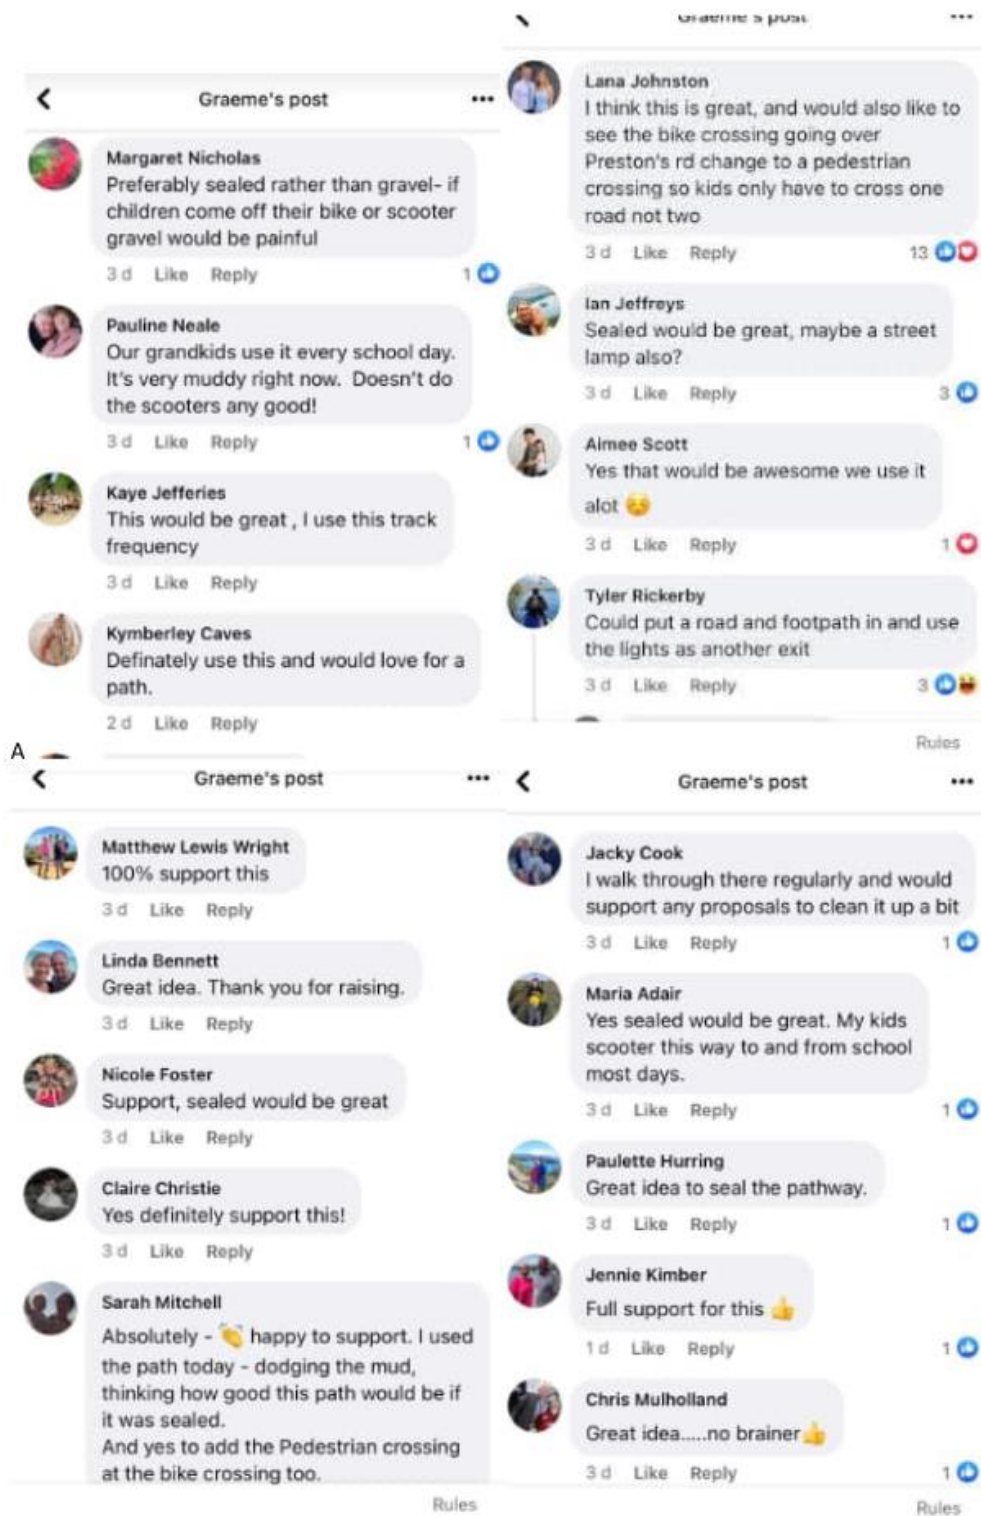 Graeme's post
Margaret Nicholas
Preferably sealed rather than gravel- if
children come off their bike or scooter
gravel would be painful
3 d Like Reply 1
Pauline Neale
Our grandkids use it every school day.
It's very muddy right now. Doesn't do
the scooters any good!
3 d Like Reply 1
Kaye Jefferies
This would be great , I use this track
frequency
3 d Like Reply
Kymberley Caves
Definately use this and would love for a
path.
2 d Like Reply
Graeme's post
Lana Johnston
I think this is great, and would also like to
see the bike crossing going over
Preston's rd change to a pedestrian
crossing so kids only have to cross one
road not two
3 d Like Reply 13
Ian Jeffreys
Sealed would be great, maybe a street
lamp also?
3 d Like Reply 3
Aimee Scott
Yes that would be awesome we use it
alot ☺️
3 d Like Reply 1
Tyler Rickerby
Could put a road and footpath in and use
the lights as another exit
3 d Like Reply 3
Rules
A
Graeme's post
Matthew Lewis Wright
100% support this
3 d Like Reply
Linda Bennett
Great idea. Thank you for raising.
3 d Like Reply
Nicole Foster
Support, sealed would be great
3 d Like Reply
Claire Christie
Yes definitely support this!
3 d Like Reply
Sarah Mitchell
Absolutely - 👏 happy to support. I used
the path today - dodging the mud,
thinking how good this path would be if
it was sealed.
And yes to add the Pedestrian crossing
at the bike crossing too.
Rules
Graeme's post
Jacky Cook
I walk through there regularly and would
support any proposals to clean it up a bit
3 d Like Reply 1
Maria Adair
Yes sealed would be great. My kids
scooter this way to and from school
most days.
3 d Like Reply 1
Paulette Hurring
Great idea to seal the pathway.
3 d Like Reply 1
Jennie Kimber
Full support for this 👍
1 d Like Reply 1
Chris Mulholland
Great idea.....no brainer👍
3 d Like Reply 1
Rules